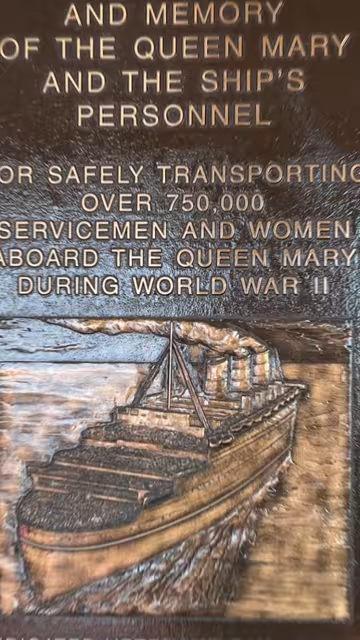 AND MEMORY
OF THE QUEEN MARY
AND THE SHIP'S
PERSONNEL
OR SAFELY TRANSPORTING
OVER 750,000
SERVICEMEN AND WOMEN
ABOARD THE QUEEN MARY
DURING WORLD WAR II